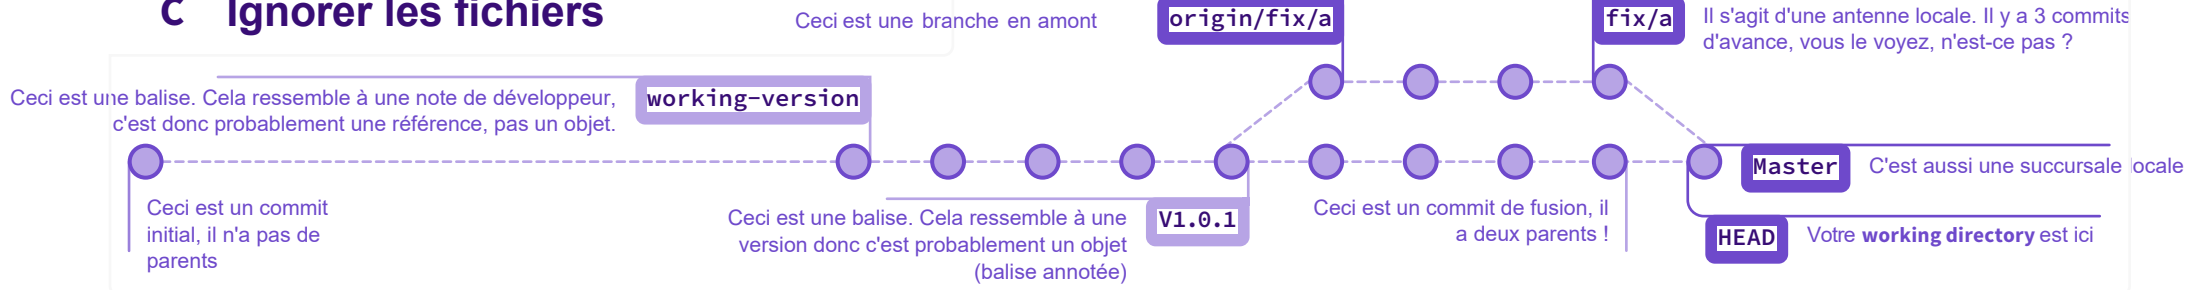 C Ignorer les fichiers
Ceci est une branche en amont
origin/fix/a
fix/a
Il s'agit d'une antenne locale. Il y a 3 commits
d'avance, vous le voyez, n'est-ce pas ?
Ceci est une balise. Cela ressemble à une note de développeur,
c'est donc probablement une référence, pas un objet.
working-version
Master
C'est aussi une succursale locale
Ceci est un commit
initial, il n'a pas de
parents
Ceci est une balise. Cela ressemble à une
version donc c'est probablement un objet
(balise annotée)
V1.0.1
Ceci est un commit de fusion, il
a deux parents !
HEAD
Votre working directory est ici